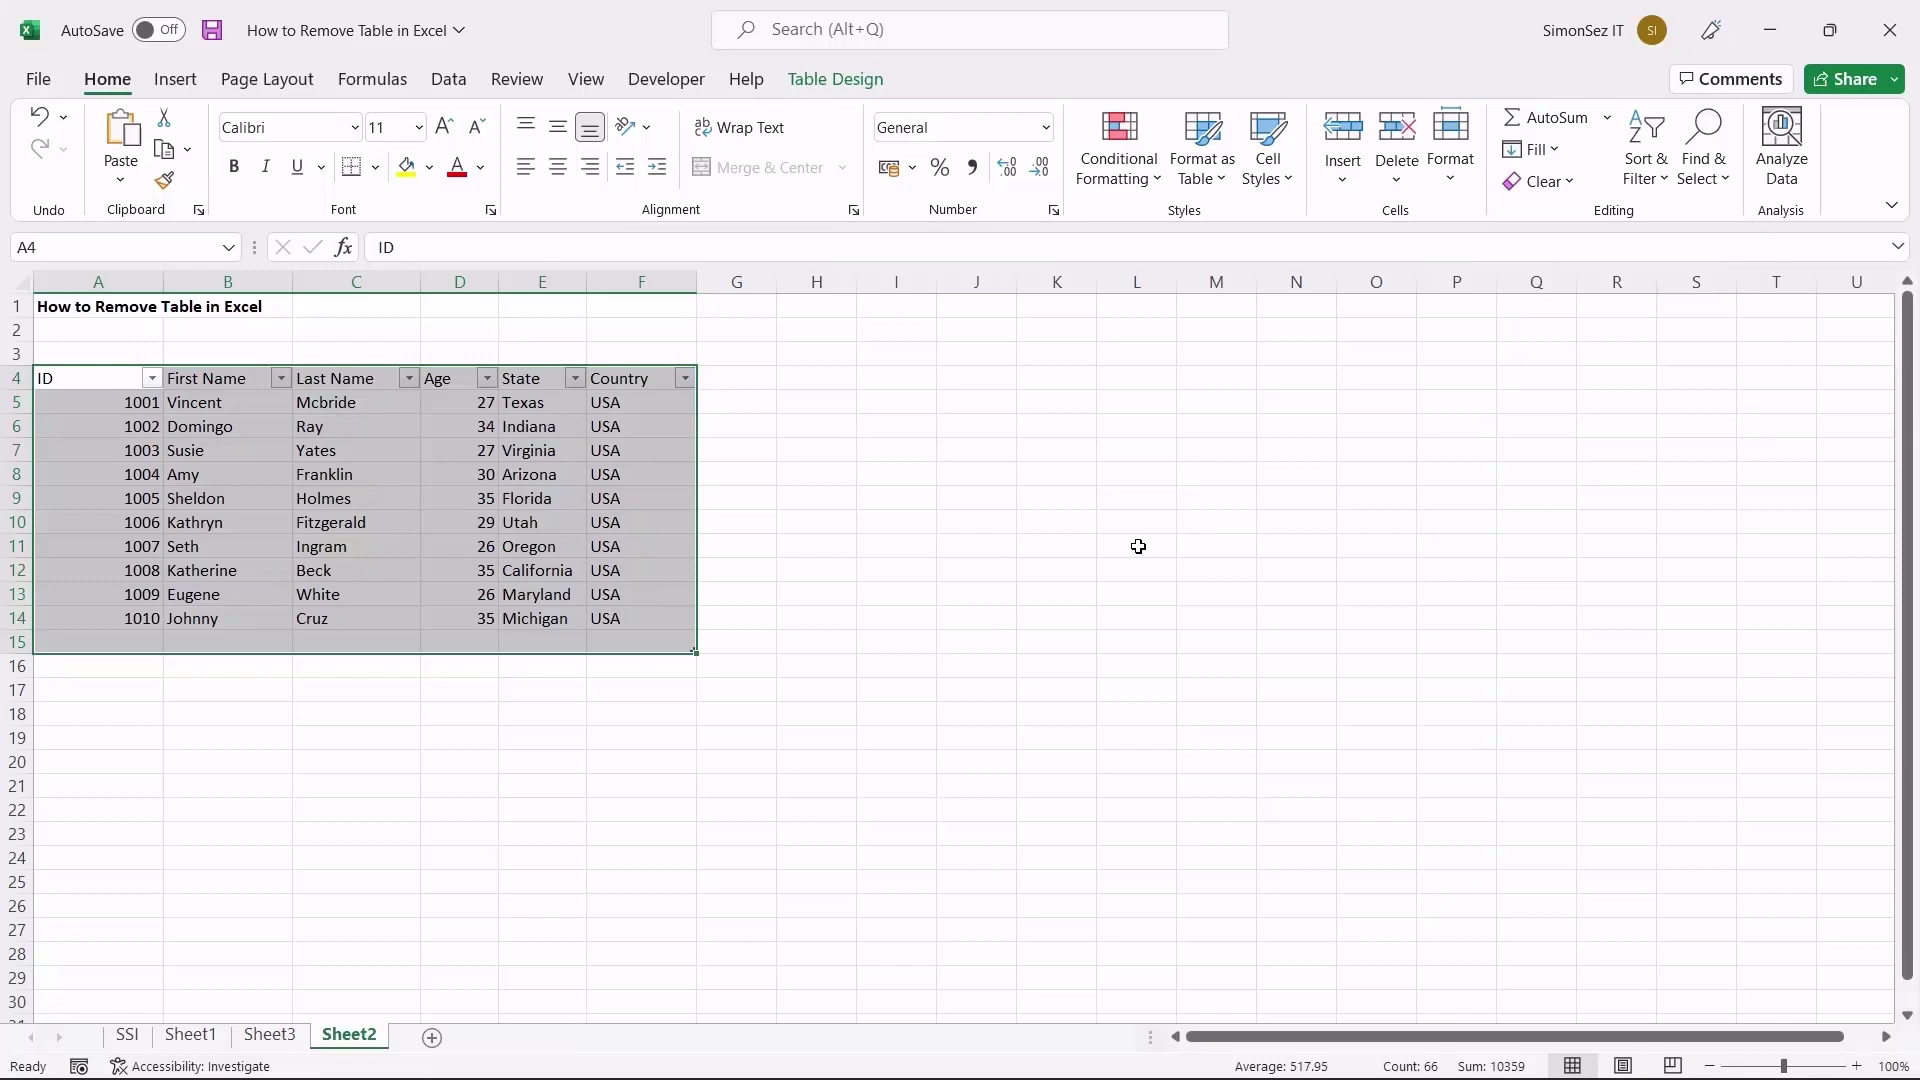 AutoSave Off How to Remove Table in Excel Search (Alt+Q) SimonSez IT SI
File Home Insert Page Layout Formulas Data Review View Developer Help Table Design Comments Share
Calibri 11 Wrap Text General AutoSum
Paste B I U Merge & Center % Conditional Formatting Format as Table Cell Styles Insert Delete Format Fill Sort & Filter Find & Select Analyze Data
Clear
Undo Clipboard Font Alignment Number Styles Cells Editing Analysis
A4 fx ID
A B C D E F G H I J K L M N O P Q R S T U
1 How to Remove Table in Excel
2
3
4 ID First Name Last Name Age State Country
5 1001 Vincent Mcbride 27 Texas USA
6 1002 Domingo Ray 34 Indiana USA
7 1003 Susie Yates 27 Virginia USA
8 1004 Amy Franklin 30 Arizona USA
9 1005 Sheldon Holmes 35 Florida USA
10 1006 Kathryn Fitzgerald 29 Utah USA
11 1007 Seth Ingram 26 Oregon USA
12 1008 Katherine Beck 35 California USA
13 1009 Eugene White 26 Maryland USA
14 1010 Johnny Cruz 35 Michigan USA
15
16
17
18
19
20
21
22
23
24
25
26
27
28
29
30
SSI Sheet1 Sheet3 Sheet2
Ready Accessibility: Investigate Average: 517.95 Count: 66 Sum: 10359 100%